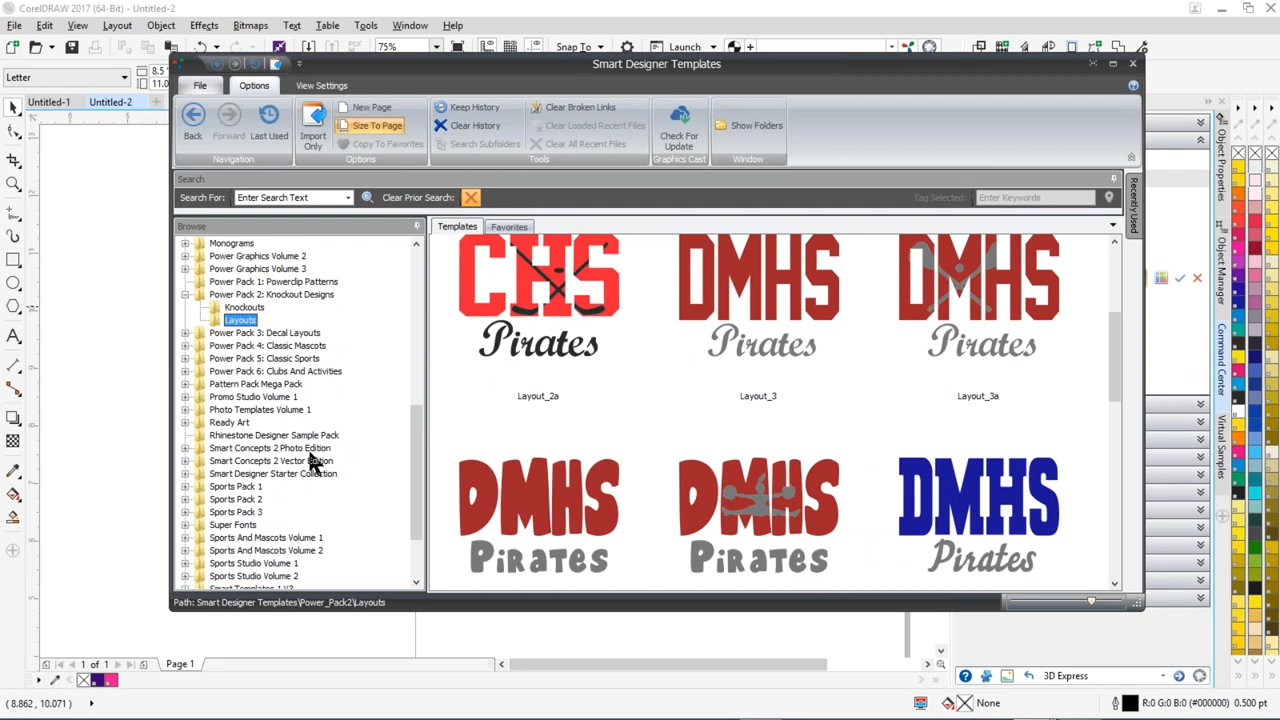 CorelDRAW 2017 (64-Bit) - Untitled-2
File Edit View Layout Object Effects Bitmaps Text Table Tools Window Help
75% Snap To Launch
Letter 8.5 11.0
Smart Designer Templates
Untitled-1 Untitled-2
File Options View Settings
Back Forward Last Used
Navigation
Import Only
New Page
Size To Page
Copy To Favorites
Options
Keep History
Clear History
Search Subfolders
Clear Broken Links
Clear Loaded Recent Files
Clear All Recent Files
Tools
Check For Update
Graphics Cast
Show Folders
Window
Search
Search For: Enter Search Text Clear Prior Search: Tag Selected: Enter Keywords
Browse
Templates Favorites
Monograms
Power Graphics Volume 2
Power Graphics Volume 3
Power Pack 1: Powerclip Patterns
Power Pack 2: Knockout Designs
Knockouts
Layouts
Power Pack 3: Decal Layouts
Power Pack 4: Classic Mascots
Power Pack 5: Classic Sports
Power Pack 6: Clubs And Activities
Pattern Pack Mega Pack
Promo Studio Volume 1
Photo Templates Volume 1
Ready Art
Rhinestone Designer Sample Pack
Smart Concepts 2 Photo Edition
Smart Concepts 2 Vector Edition
Smart Designer Starter Collection
Sports Pack 1
Sports Pack 2
Sports Pack 3
Super Fonts
Sports And Mascots Volume 1
Sports And Mascots Volume 2
Sports Studio Volume 1
Sports Studio Volume 2
Smart Templates 1 V3
CHS DMHS DMHS
Pirates Pirates Pirates
Layout_2a Layout_3 Layout_3a
DMHS DMHS DMHS
Pirates Pirates Pirates
Path: Smart Designer Templates\Power_Pack2\Layouts
Recently Used
Object Properties
Object Manager
Command Center
Virtual Samples
1 of 1 Page 1
3D Express
( 8.862, 10.071 ) None R:0 G:0 B:0 (#000000) 0.500 pt